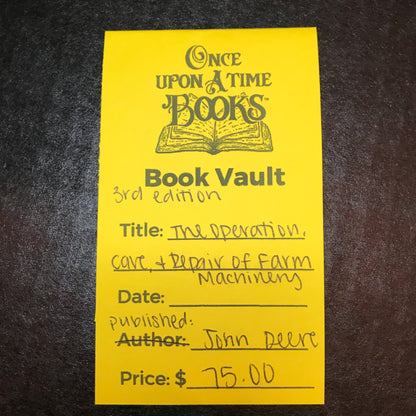 ONCE
UPON A TIME
BOOKS
Book Vault
3rd edition
Title: The Operation,
care, & Repair of Farm
Machinery
Date:
published:
Author: John Deere
Price: $ 75.00